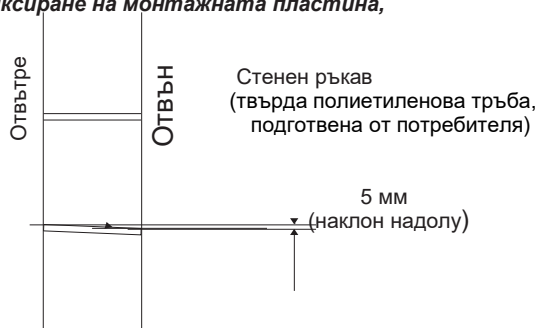 ксиране на монтажната пластина,
Отвътре
Отвън
Стенен ръкав
(твърда полиетиленова тръба,
подготвена от потребителя)
5 мм
(наклон надолу)